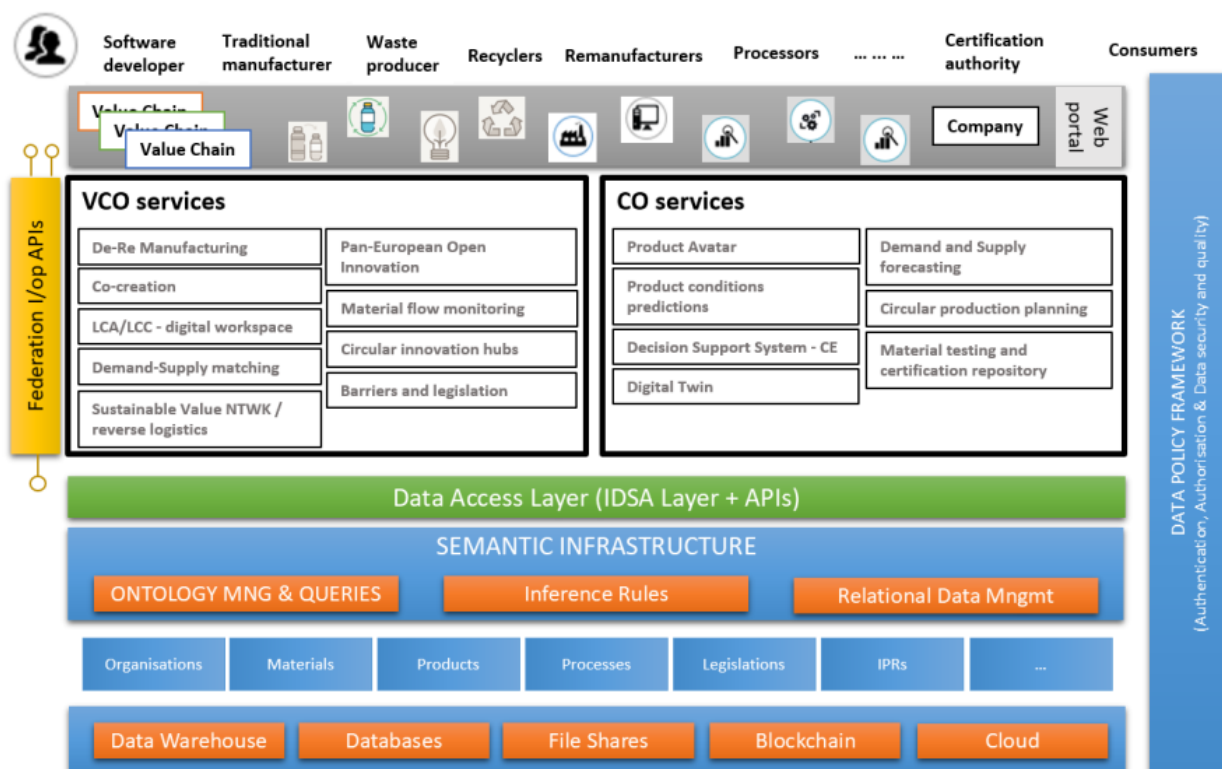 Software
developer
Traditional
manufacturer
Waste
producer
Recyclers
Remanufacturers
Processors
... ... ...
Certification
authority
Consumers
Value Chain
Value Chain
Value Chain
Company
Web
portal
Federation I/op APIs
VCO services
De-Re Manufacturing
Co-creation
LCA/LCC - digital workspace
Demand-Supply matching
Sustainable Value NTWK /
reverse logistics
Pan-European Open
Innovation
Material flow monitoring
Circular innovation hubs
Barriers and legislation
CO services
Product Avatar
Product conditions
predictions
Decision Support System - CE
Digital Twin
Demand and Supply
forecasting
Circular production planning
Material testing and
certification repository
Data Access Layer (IDSA Layer + APIs)
SEMANTIC INFRASTRUCTURE
ONTOLOGY MNG & QUERIES
Inference Rules
Relational Data Mngmt
Organisations
Materials
Products
Processes
Legislations
IPRs
...
Data Warehouse
Databases
File Shares
Blockchain
Cloud
DATA POLICY FRAMEWORK
(Authentication, Authorisation & Data security and quality)